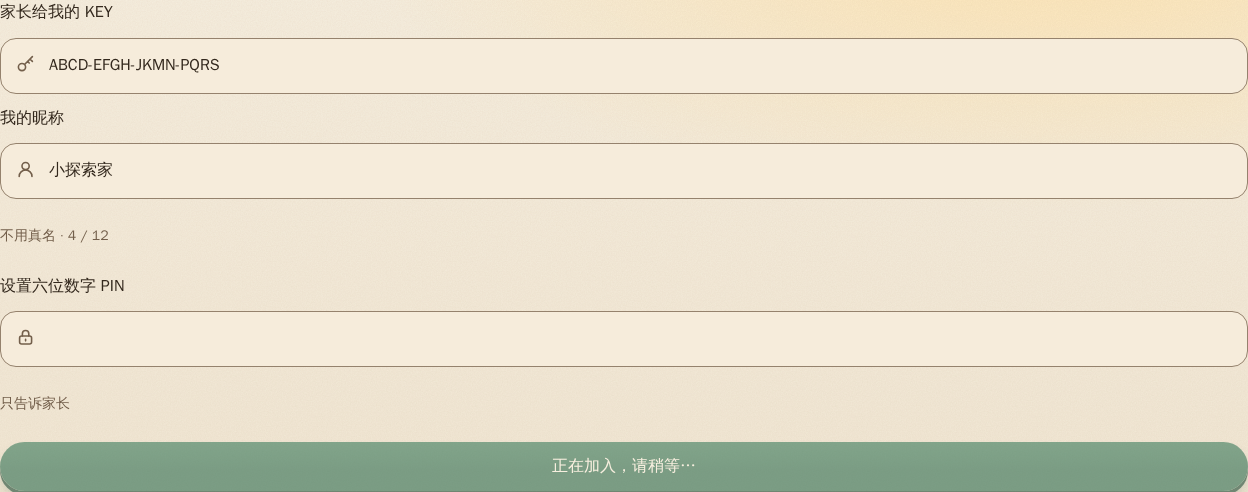 家长给我的 KEY
ABCD-EFGH-JKMN-PQRS
我的昵称
小探索家
不用真名 · 4 / 12
设置六位数字 PIN
只告诉家长
正在加入，请稍等…